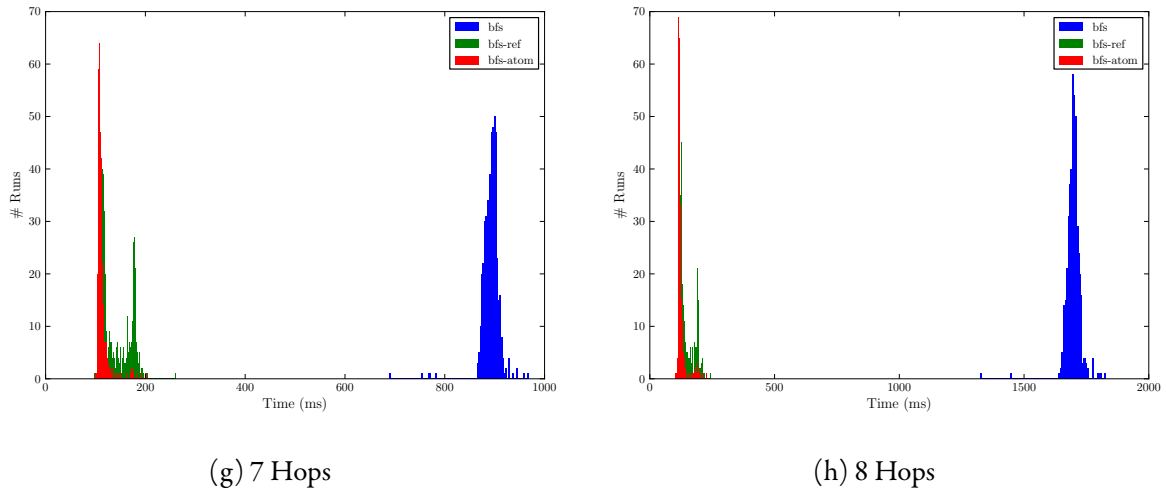 70
60
50
40
30
20
10
0
# Runs
0 200 400 600 800 1000
Time (ms)
bfs
bfs-ref
bfs-atom
(g) 7 Hops
70
60
50
40
30
20
10
0
# Runs
0 500 1000 1500 2000
Time (ms)
bfs
bfs-ref
bfs-atom
(h) 8 Hops